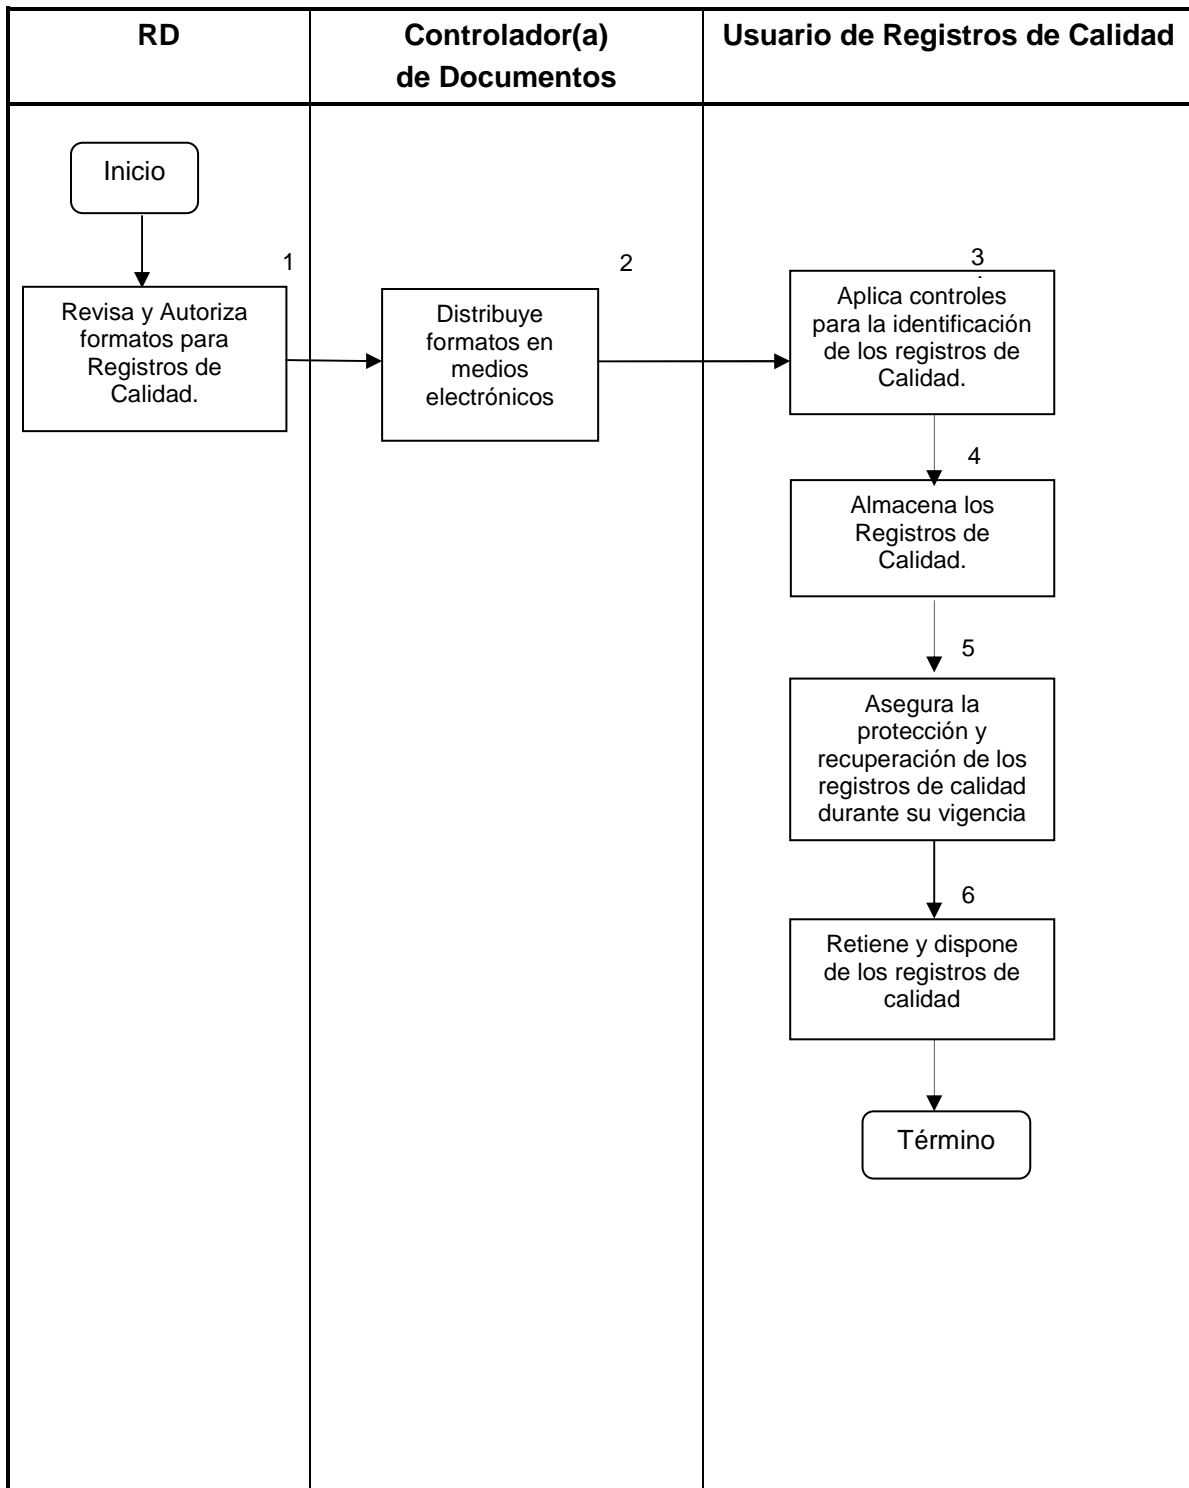 RD
Controlador(a)
de Documentos
Usuario de Registros de Calidad
Inicio
1
Revisa y Autoriza
formatos para
Registros de
Calidad.
2
Distribuye
formatos en
medios
electrónicos
3
Aplica controles
para la identificación
de los registros de
Calidad.
4
Almacena los
Registros de
Calidad.
5
Asegura la
protección y
recuperación de los
registros de calidad
durante su vigencia
6
Retiene y dispone
de los registros de
calidad
Término